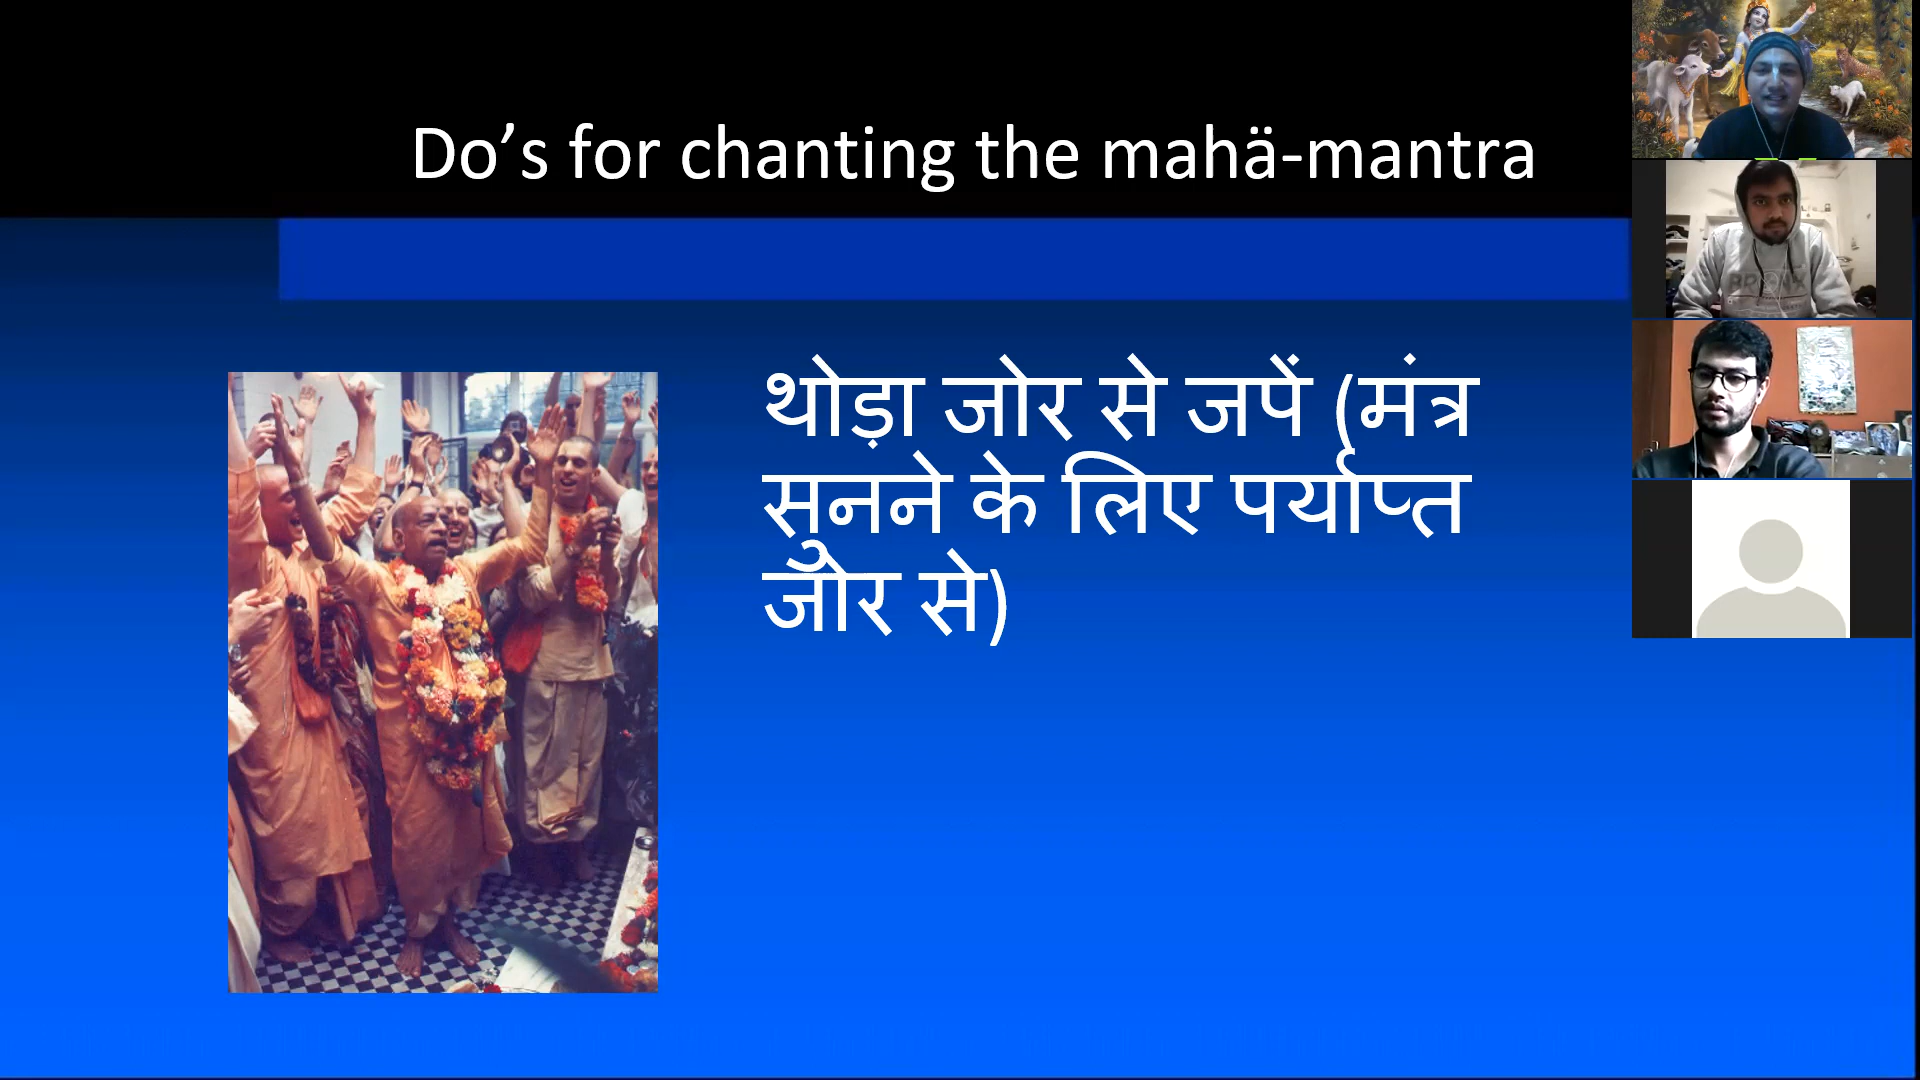 Do’s for chanting the mahä-mantra
थोड़ा जोर से जपें (मंत्र
सुनने के लिए पर्याप्त
जोर से)